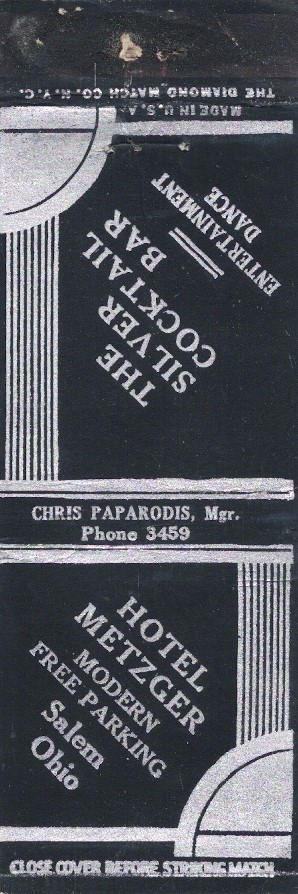 THE DIAMOND MATCH CO. N.Y.C.
MADE IN U.S.A.
ENTERTAINMENT
DANCE
THE
SILVER
COCKTAIL
BAR
CHRIS PAPARODIS, Mgr.
Phone 3459
HOTEL
METZGER
MODERN
FREE PARKING
Salem
Ohio
CLOSE COVER BEFORE STRIKING MATCH